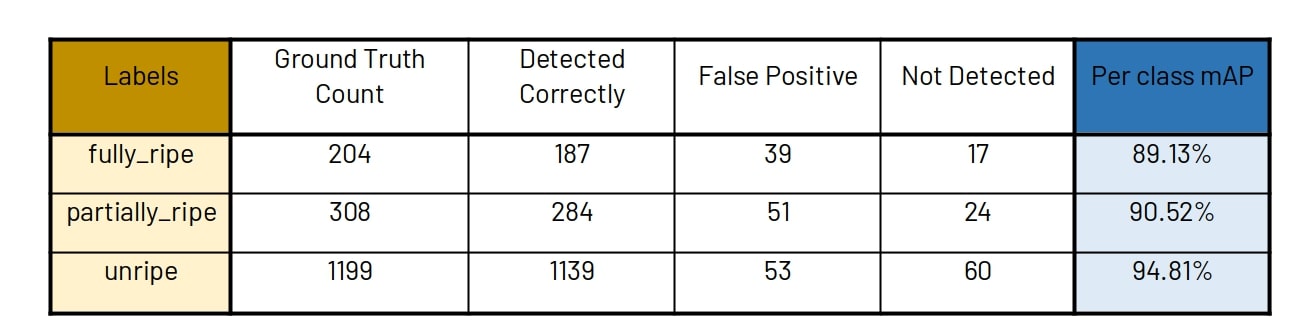 Labels Ground Truth Count Detected Correctly False Positive Not Detected Per class mAP
fully_ripe 204 187 39 17 89.13%
partially_ripe 308 284 51 24 90.52%
unripe 1199 1139 53 60 94.81%